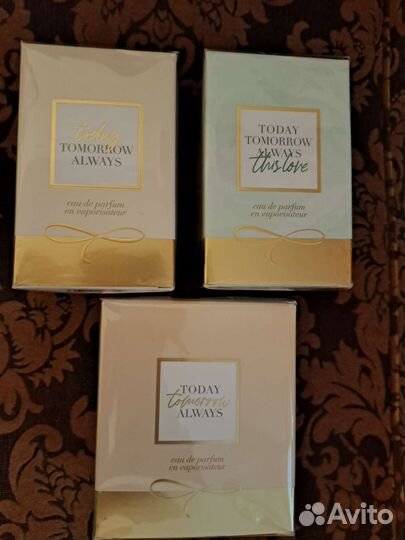 today
TOMORROW
ALWAYS
eau de parfum
en vaporisateur
TODAY
TOMORROW
ALWAYS
this love
eau de parfum
en vaporisateur
TODAY
tomorrow
ALWAYS
eau de parfum
en vaporisateur
Avito